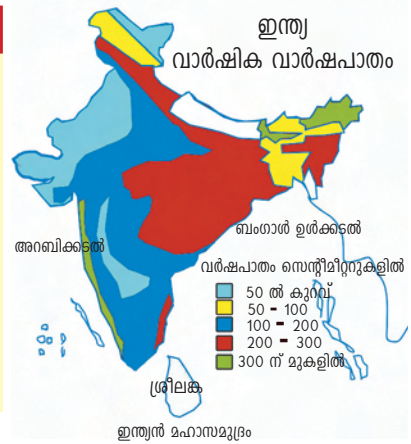 ഇന്ത്യ
വാർഷിക വാർഷപാതം
ബംഗാൾ ഉൾക്കടൽ
അറബിക്കടൽ
വർഷപാതം സെന്റീമീറ്ററുകളിൽ
50 ൽ കുറവ്
50 - 100
100 - 200
200 - 300
300 ന് മുകളിൽ
ശ്രീലങ്ക
ഇന്ത്യൻ മഹാസമുദ്രം